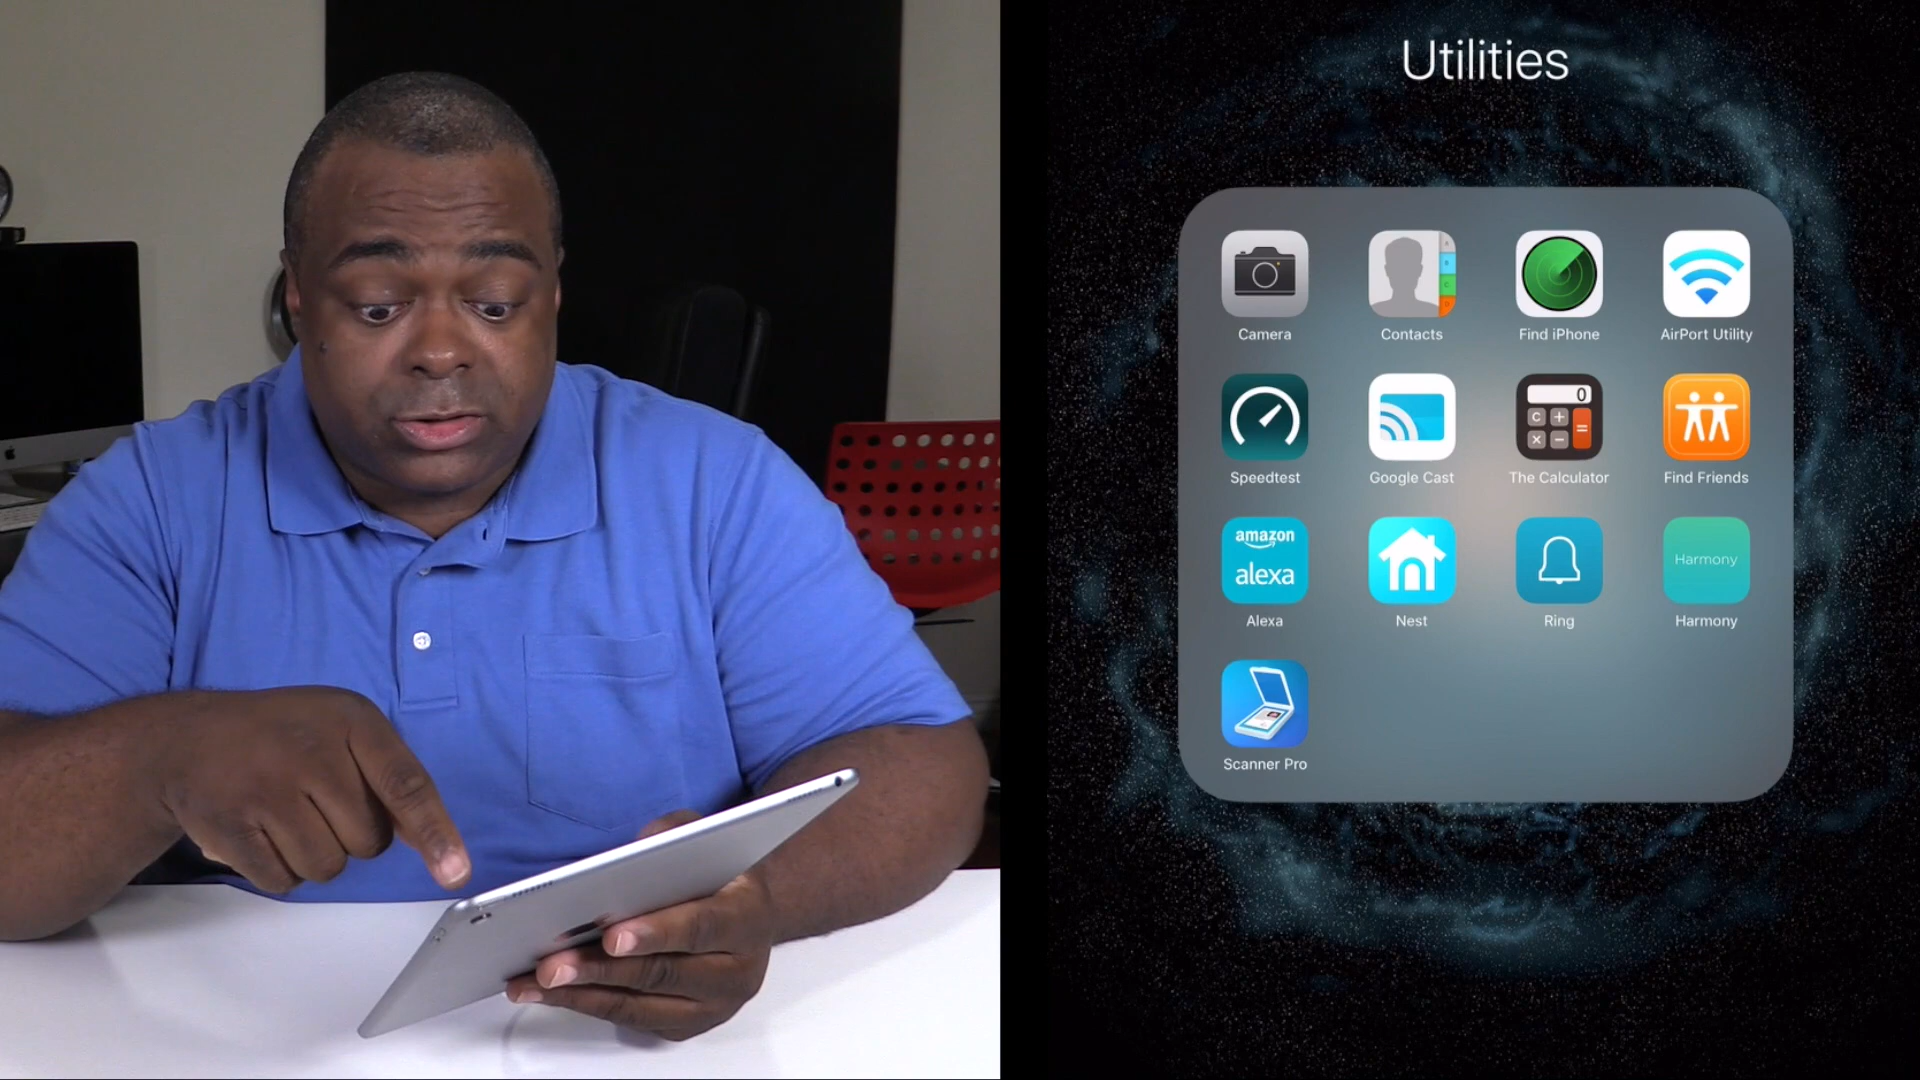 Utilities
Camera
Contacts
Find iPhone
AirPort Utility
0
C + = × −
Speedtest
Google Cast
The Calculator
Find Friends
amazon
alexa
Harmony
Alexa
Nest
Ring
Harmony
Scanner Pro